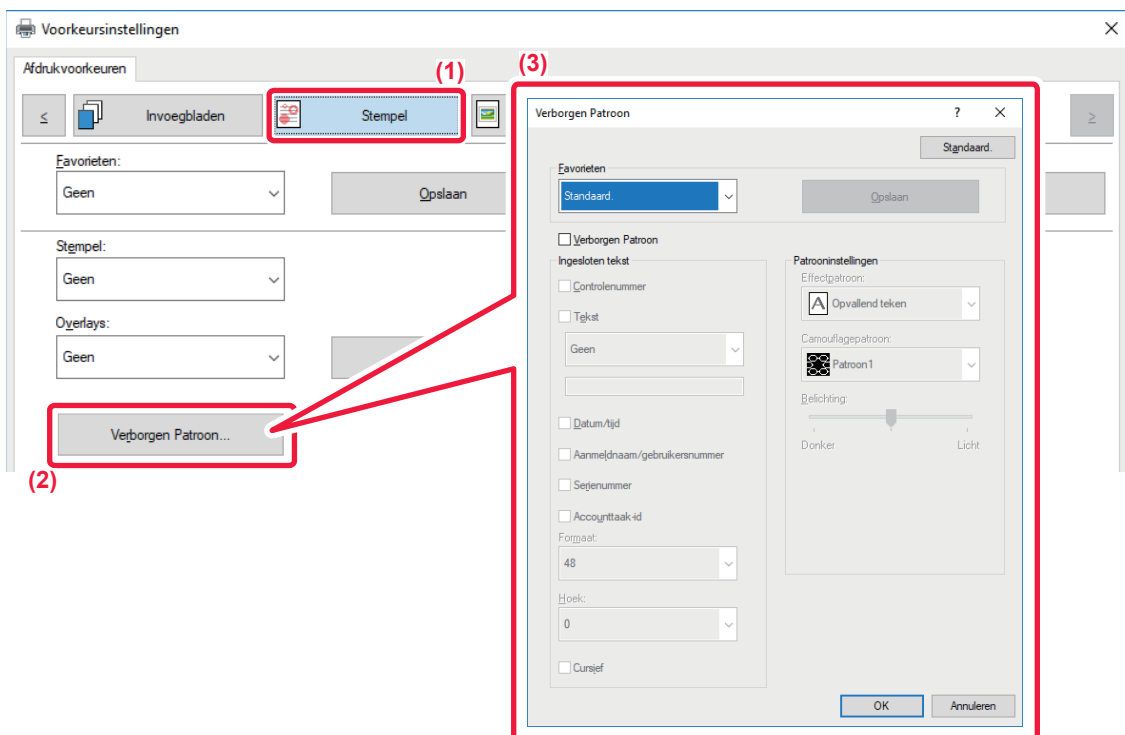 Voorkeursinstellingen
Afdrukvoorkeuren
(1)
(3)
<
Invoegbladen
Stempel
>
Favorieten:
Geen
Opslaan
Stempel:
Geen
Overlays:
Geen
Verborgen Patroon...
(2)
Verborgen Patroon
?
Standaard.
Favorieten
Standaard.
Opslaan
Verborgen Patroon
Ingesloten tekst
Controlenummer
Tekst
Geen
Datum/tijd
Aanmeldnaam/gebruikersnummer
Serienummer
Accounttaak-id
Formaat:
48
Hoek:
0
Cursief
Patrooninstellingen
Effectpatroon:
A Opvallend teken
Camouflagepatroon:
Patroon1
Belichting:
Donker Licht
OK Annuleren